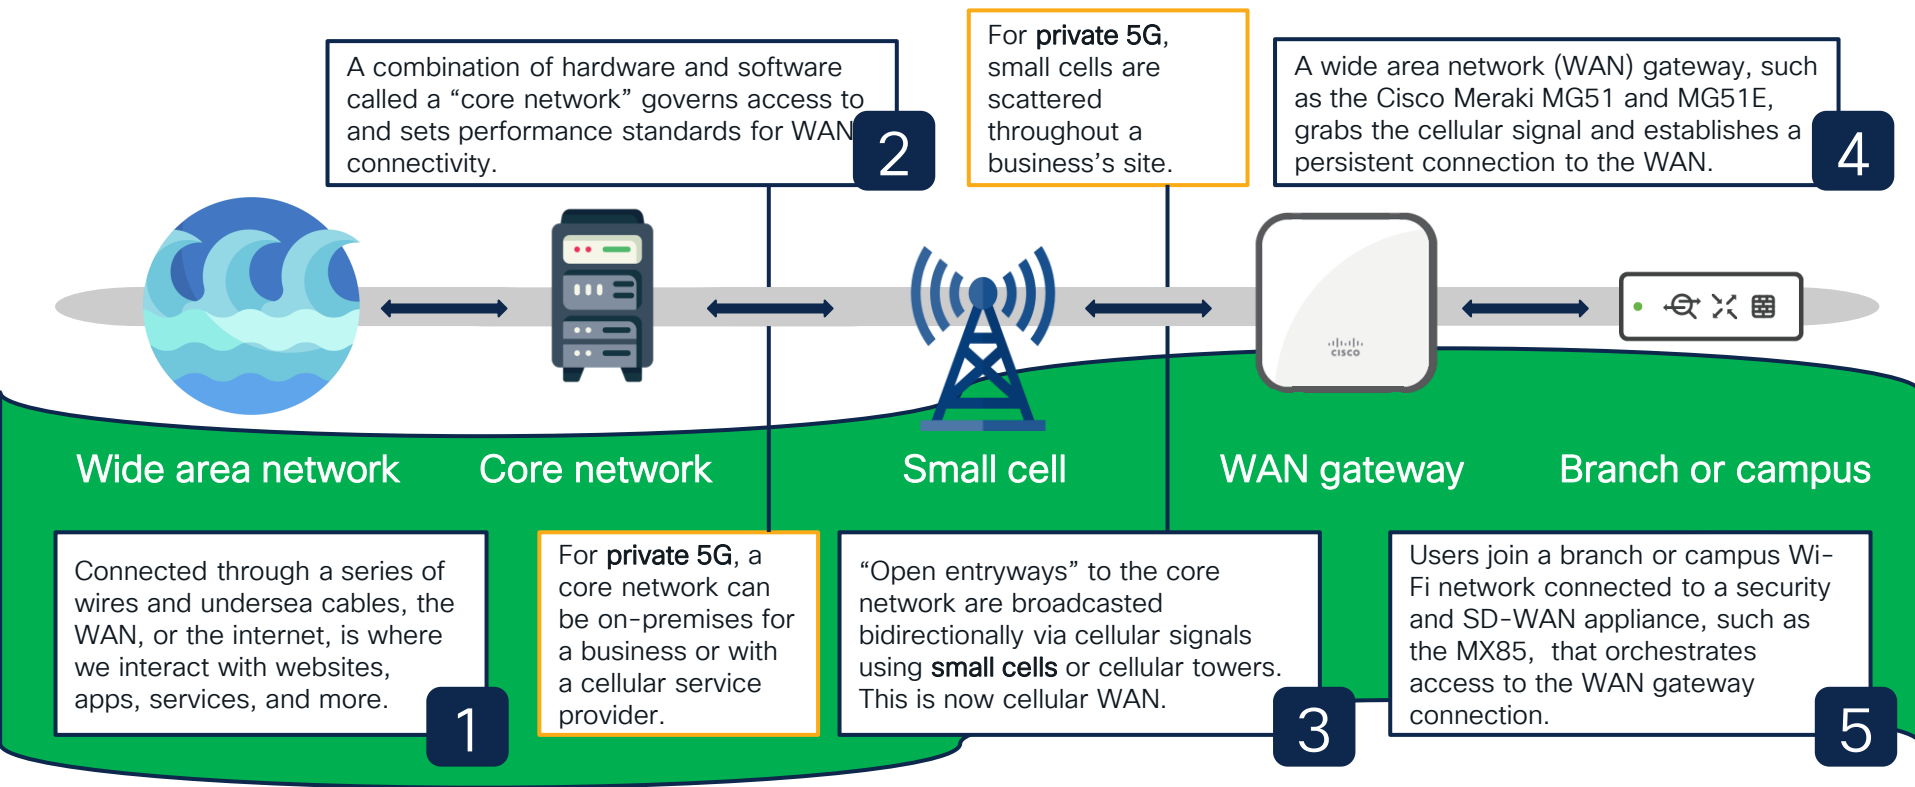 A combination of hardware and software
called a “core network” governs access to
and sets performance standards for WAN
connectivity.
2
For private 5G,
small cells are
scattered
throughout a
business’s site.
A wide area network (WAN) gateway, such
as the Cisco Meraki MG51 and MG51E,
grabs the cellular signal and establishes a
persistent connection to the WAN.
4
CISCO
Wide area network
Core network
Small cell
WAN gateway
Branch or campus
Connected through a series of
wires and undersea cables, the
WAN, or the internet, is where
we interact with websites,
apps, services, and more.
1
For private 5G, a
core network can
be on-premises for
a business or with
a cellular service
provider.
“Open entryways” to the core
network are broadcasted
bidirectionally via cellular signals
using small cells or cellular towers.
This is now cellular WAN.
3
Users join a branch or campus Wi-
Fi network connected to a security
and SD-WAN appliance, such as
the MX85, that orchestrates
access to the WAN gateway
connection.
5